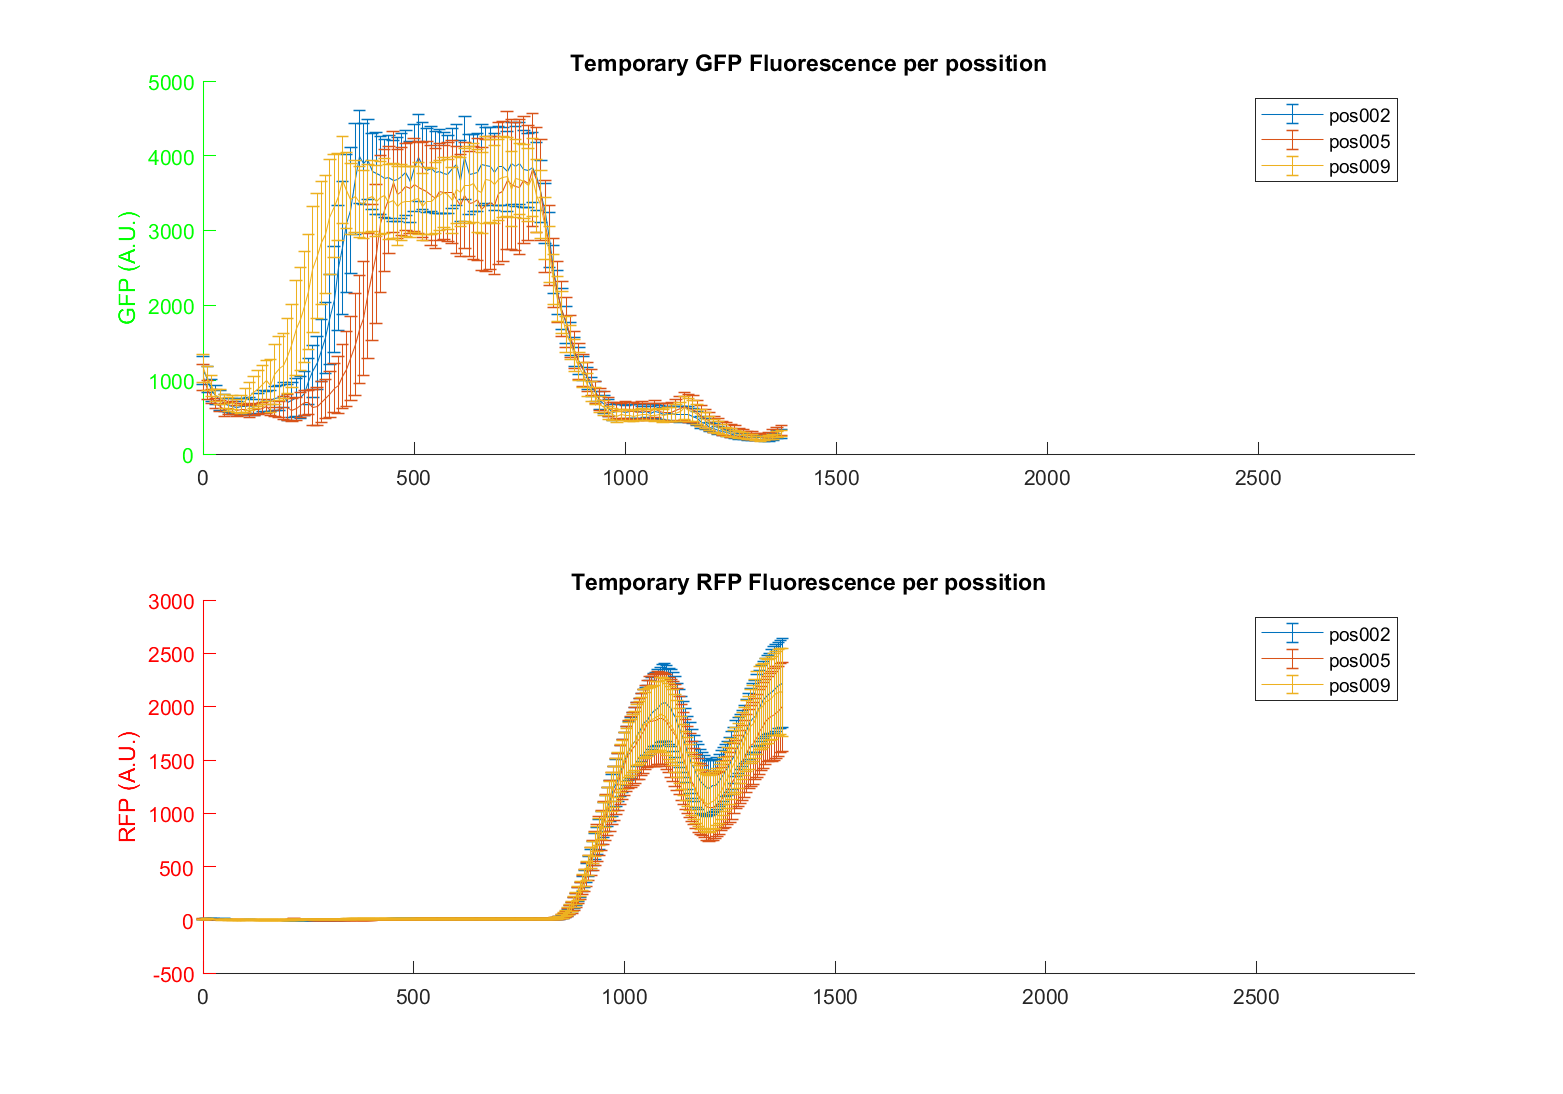 Temporary GFP Fluorescence per possition
5000
4000
3000
2000
1000
0
GFP (A.U.)
pos002
pos005
pos009
0 500 1000 1500 2000 2500
Temporary RFP Fluorescence per possition
3000
2500
2000
1500
1000
500
0
-500
RFP (A.U.)
pos002
pos005
pos009
0 500 1000 1500 2000 2500